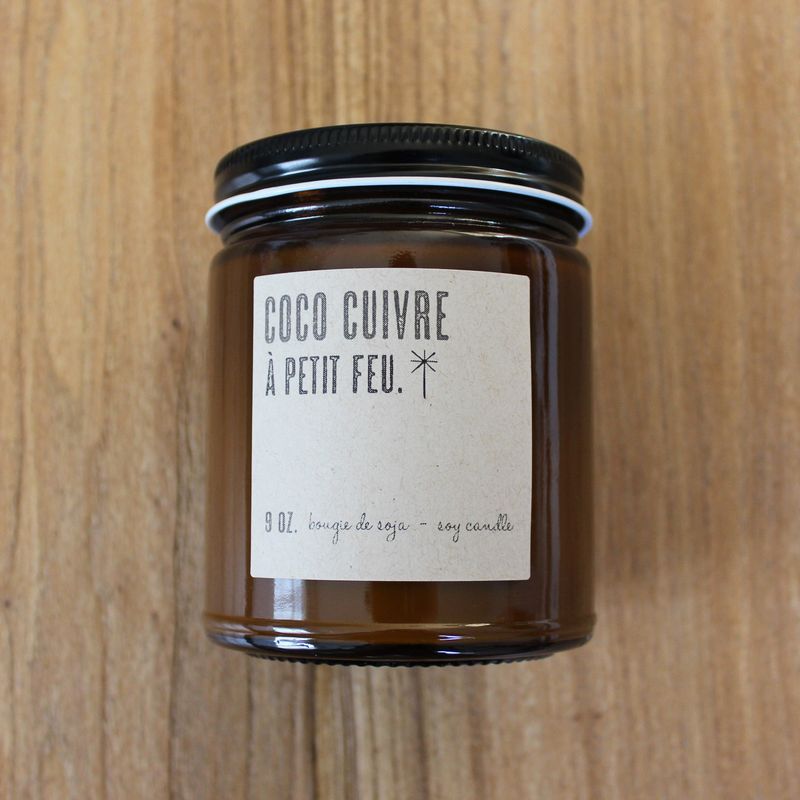 COCO CUIVRE
À PETIT FEU.
9 OZ. bougie de soja - soy candle